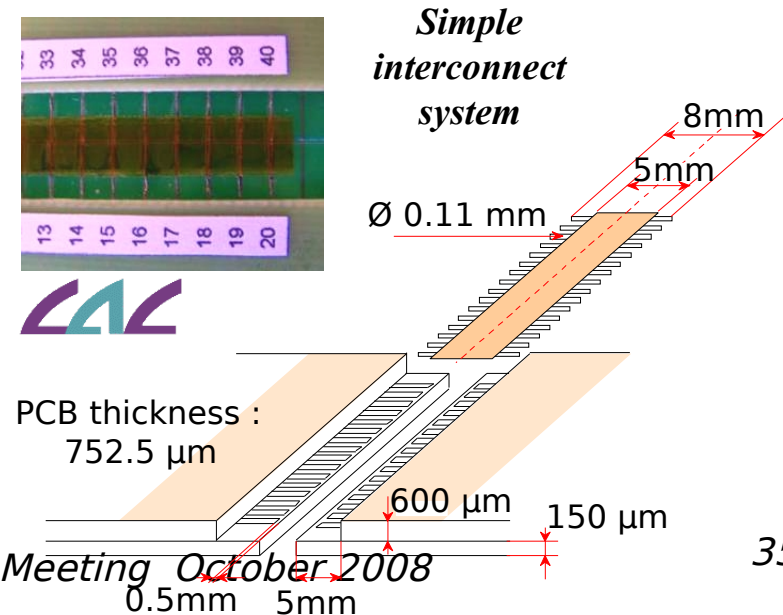 Simple
interconnect
system
33 34 35 36 37 38 39 40
13 14 15 16 17 18 19 20
8mm
5mm
Ø 0.11 mm
PCB thickness :
752.5 µm
600 µm
150 µm
Meeting October 2008
0.5mm
5mm